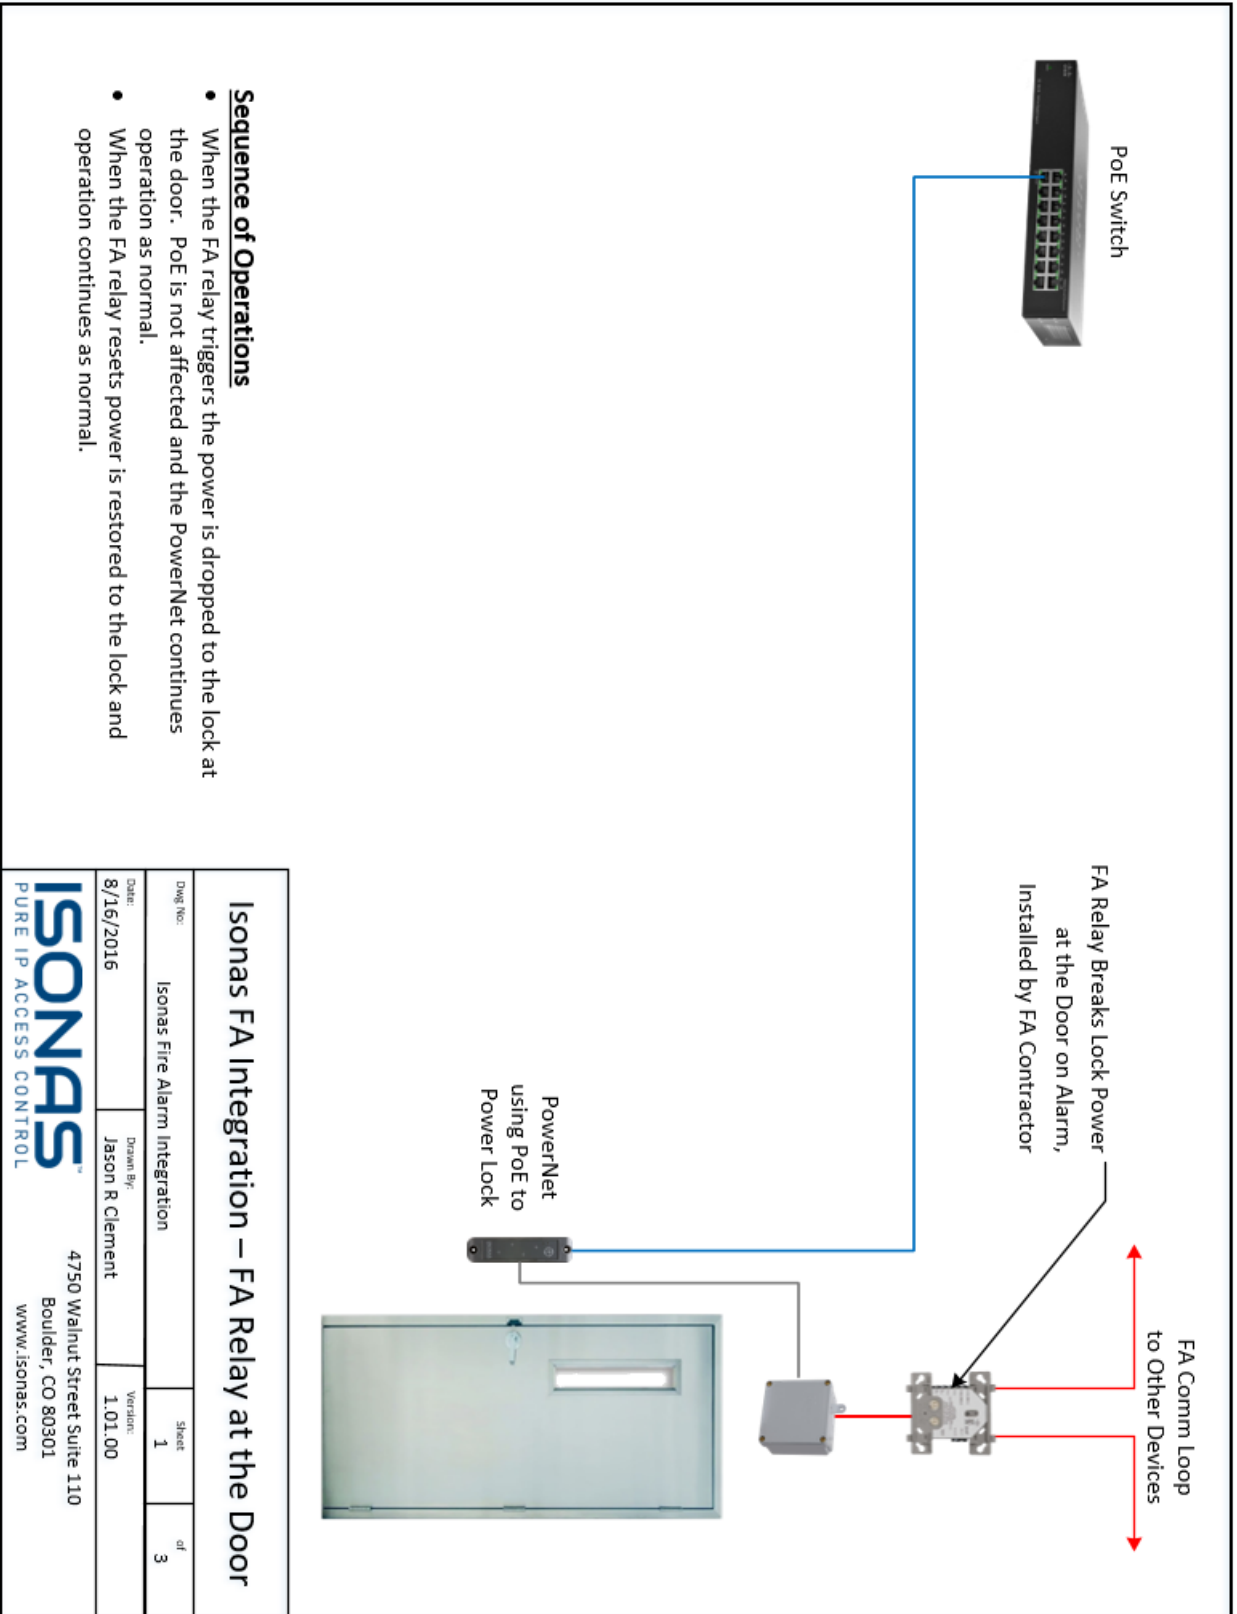 PoE Switch
FA Relay Breaks Lock Power
at the Door on Alarm,
Installed by FA Contractor
FA Comm Loop
to Other Devices
PowerNet
using PoE to
Power Lock
Sequence of Operations
• When the FA relay triggers the power is dropped to the lock at
the door. PoE is not affected and the PowerNet continues
operation as normal.
• When the FA relay resets power is restored to the lock and
operation continues as normal.
Isonas FA Integration – FA Relay at the Door
Dwg No:
Isonas Fire Alarm Integration
Sheet
1
of
3
Date:
8/16/2016
Drawn By:
Jason R Clement
Version:
1.01.00
ISONAS™
PURE IP ACCESS CONTROL
4750 Walnut Street Suite 110
Boulder, CO 80301
www.isonas.com